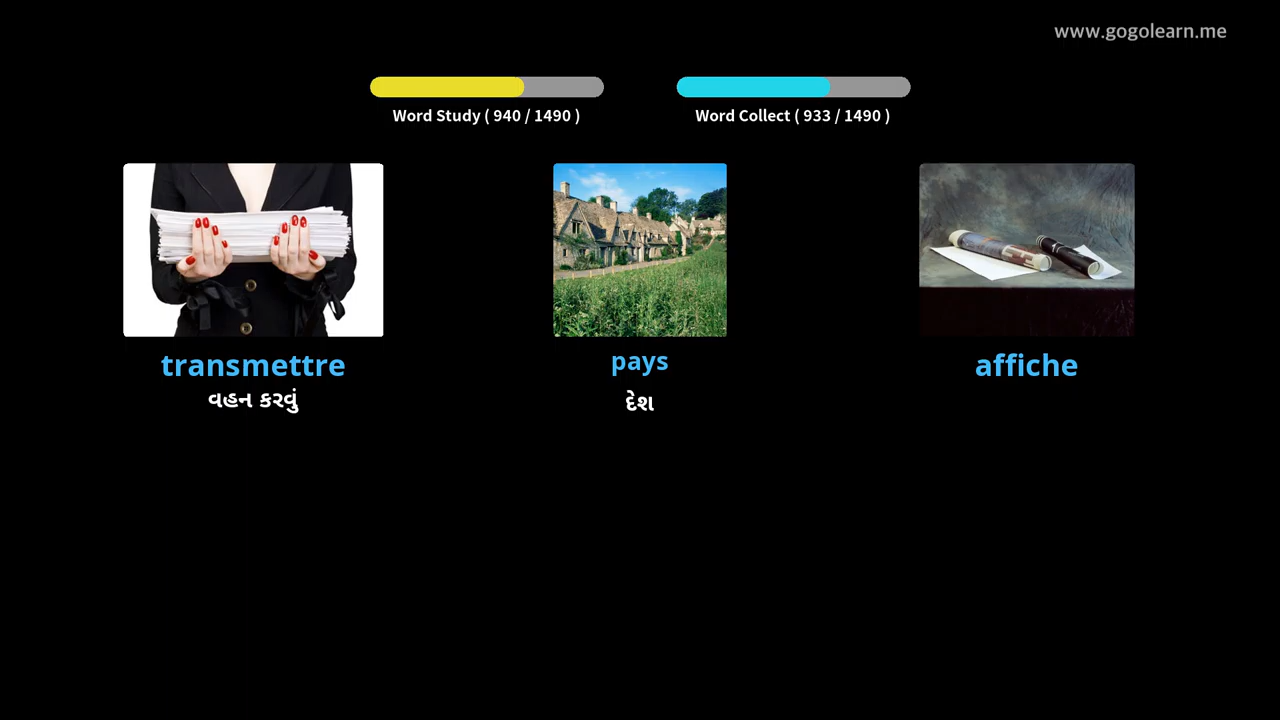 www.gogolearn.me
Word Study ( 940 / 1490 )
Word Collect ( 933 / 1490 )
transmettre
વહન કરવું
pays
દેશ
affiche